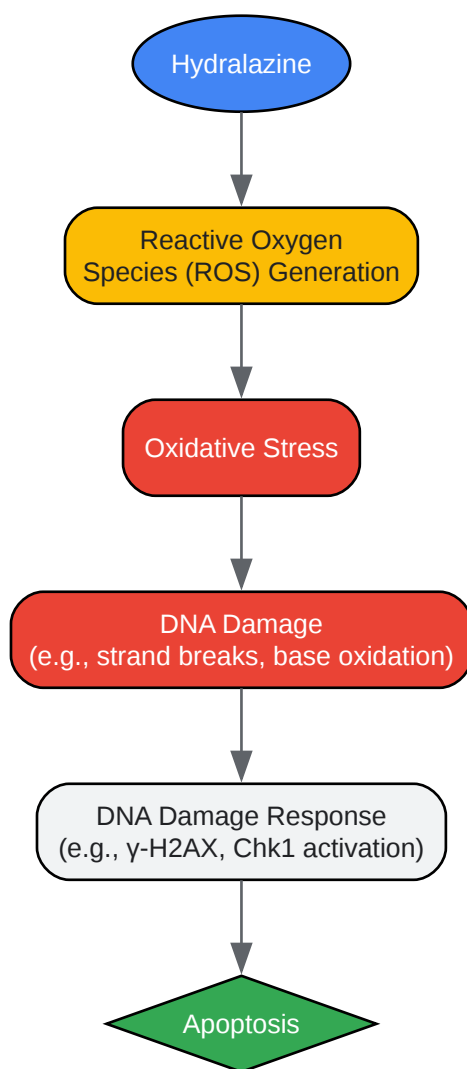 Hydralazine
Reactive Oxygen
Species (ROS) Generation
Oxidative Stress
DNA Damage
(e.g., strand breaks, base oxidation)
DNA Damage Response
(e.g., γ-H2AX, Chk1 activation)
Apoptosis